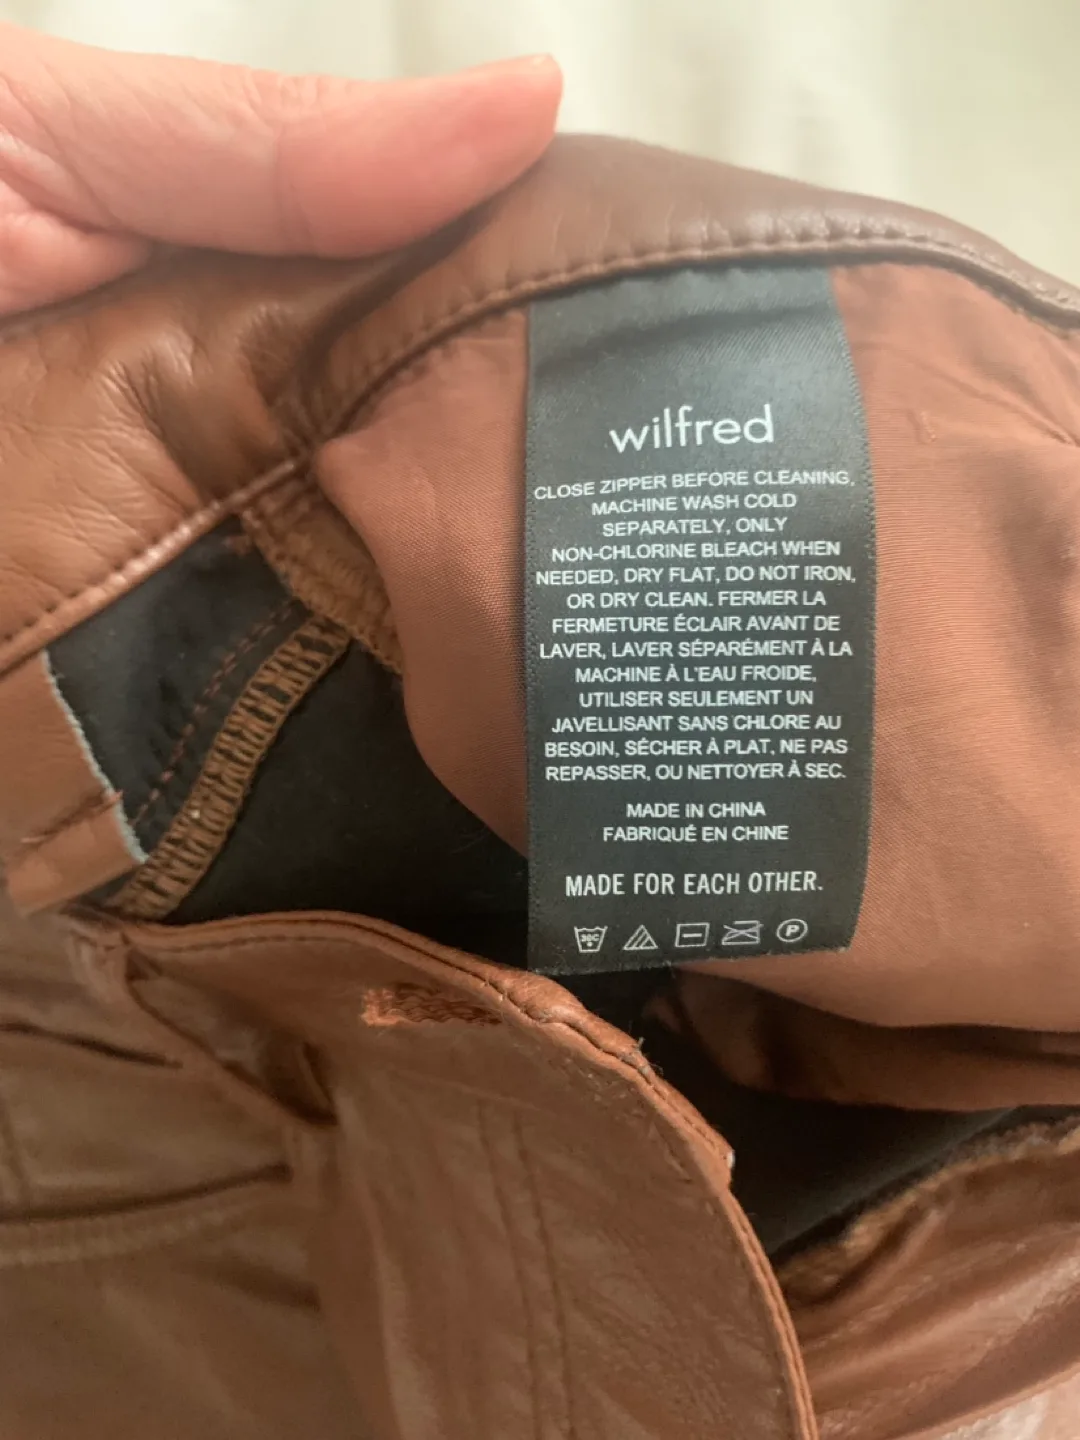 wilfred
CLOSE ZIPPER BEFORE CLEANING,
MACHINE WASH COLD
SEPARATELY, ONLY
NON-CHLORINE BLEACH WHEN
NEEDED, DRY FLAT, DO NOT IRON,
OR DRY CLEAN. FERMER LA
FERMETURE ÉCLAIR AVANT DE
LAVER, LAVER SÉPARÉMENT À LA
MACHINE À L'EAU FROIDE,
UTILISER SEULEMENT UN
JAVELLISANT SANS CHLORE AU
BESOIN, SÉCHER À PLAT, NE PAS
REPASSER, OU NETTOYER À SEC.
MADE IN CHINA
FABRIQUÉ EN CHINE
MADE FOR EACH OTHER.
30C P